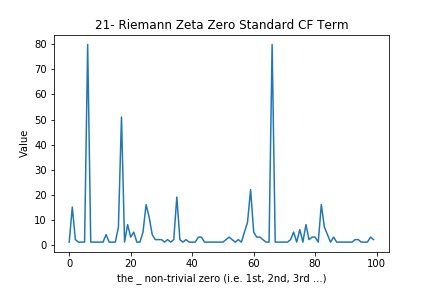 21- Riemann Zeta Zero Standard CF Term
80
70
60
50
40
30
20
10
0
Value
0 20 40 60 80 100
the _ non-trivial zero (i.e. 1st, 2nd, 3rd ...)